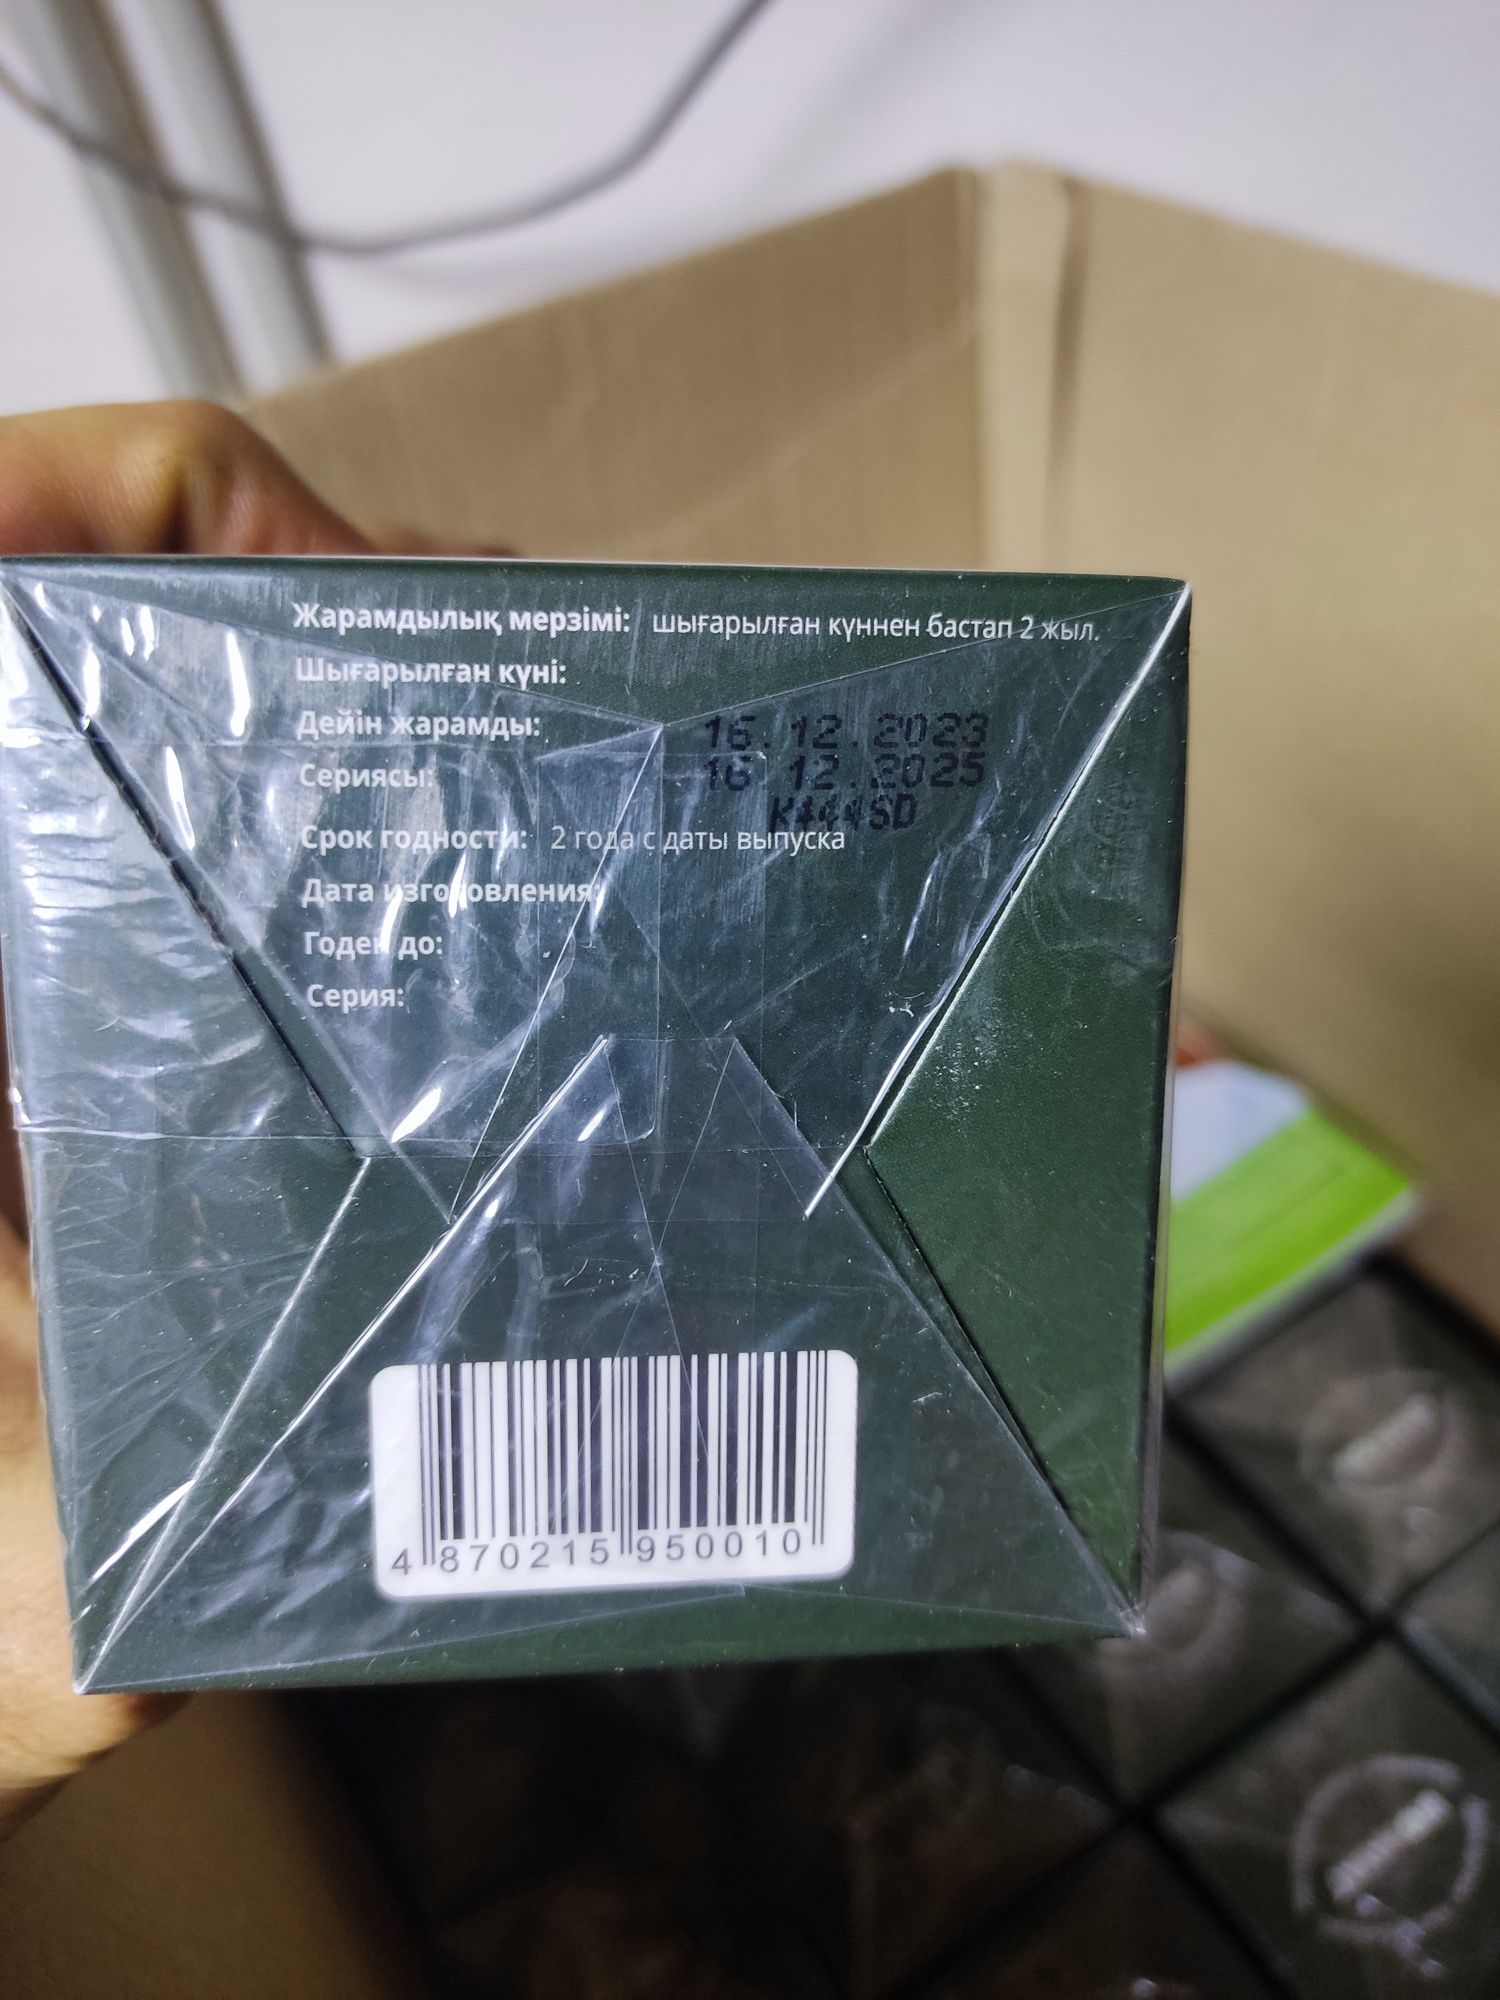 Жарамдылық мерзімі: шығарылған күннен бастап 2 жыл.
Шығарылған күні:
Дейін жарамды: 16.12.2023
Сериясы: 16.12.2025
K444SD
Срок годности: 2 года с даты выпуска
Дата изготовления:
Годен до:
Серия:
4 870215 950010